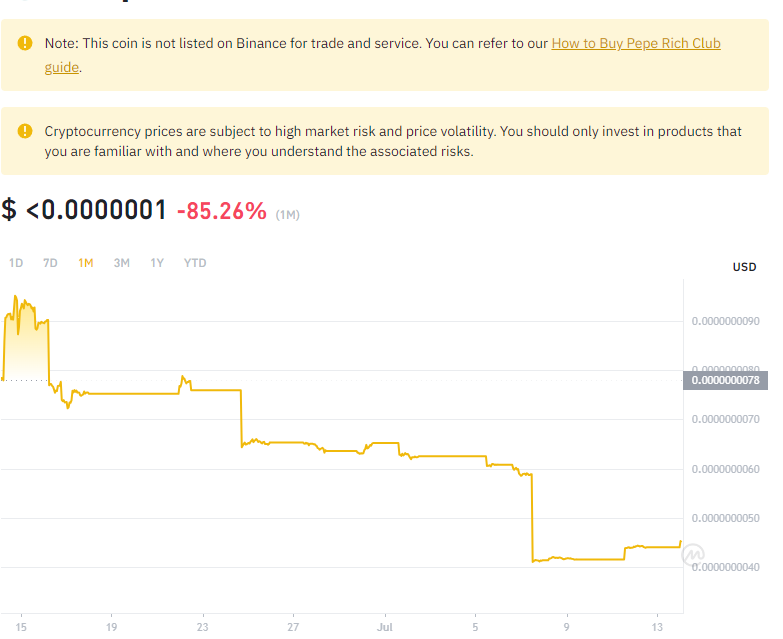 Note: This coin is not listed on Binance for trade and service. You can refer to our How to Buy Pepe Rich Club
guide.
Cryptocurrency prices are subject to high market risk and price volatility. You should only invest in products that
you are familiar with and where you understand the associated risks.
$ <0.0000001 -85.26% (1M)
1D 7D 1M 3M 1Y YTD
USD
0.0000000090
0.0000000080
0.0000000078
0.0000000070
0.0000000060
0.0000000050
0.0000000040
15 19 23 27 Jul 5 9 13